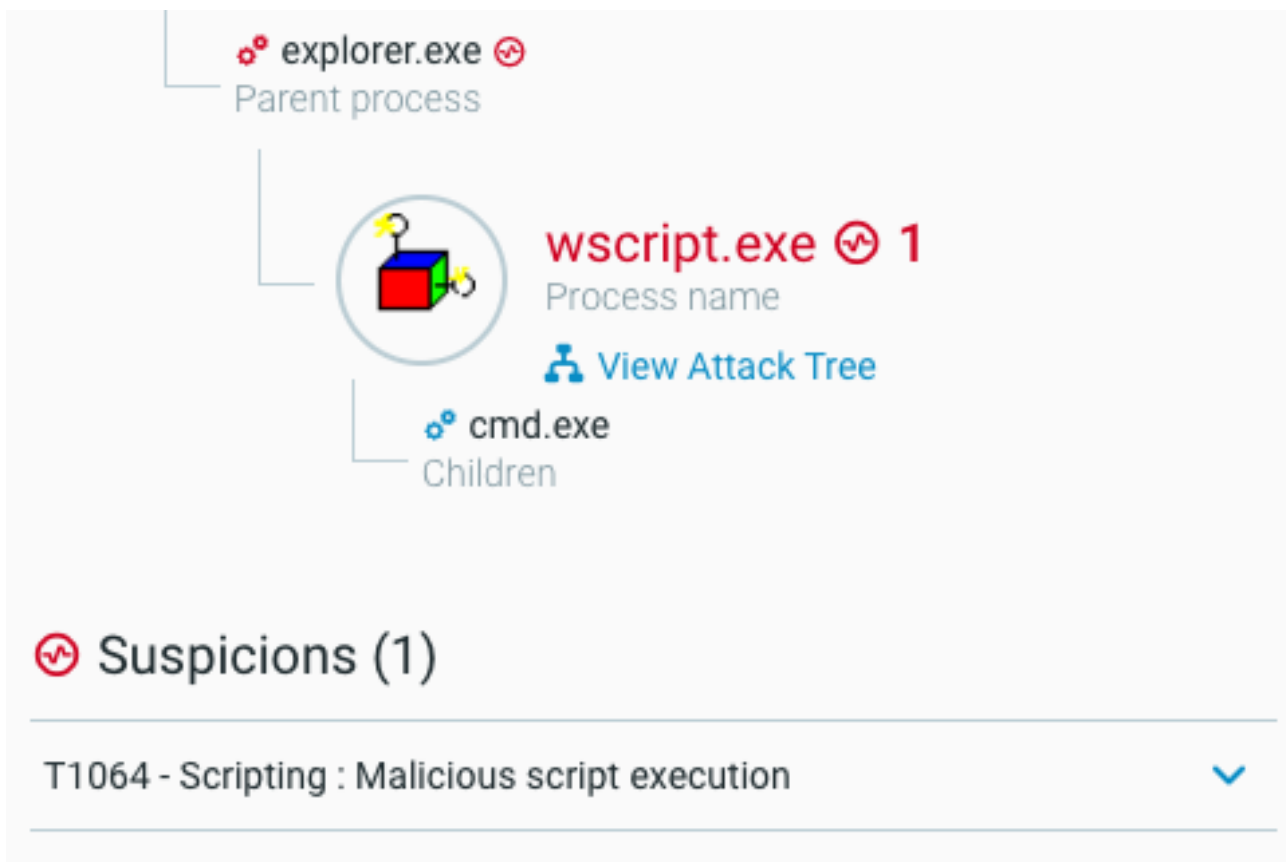 explorer.exe
Parent process
wscript.exe 1
Process name
View Attack Tree
cmd.exe
Children
Suspicions (1)
T1064 - Scripting : Malicious script execution